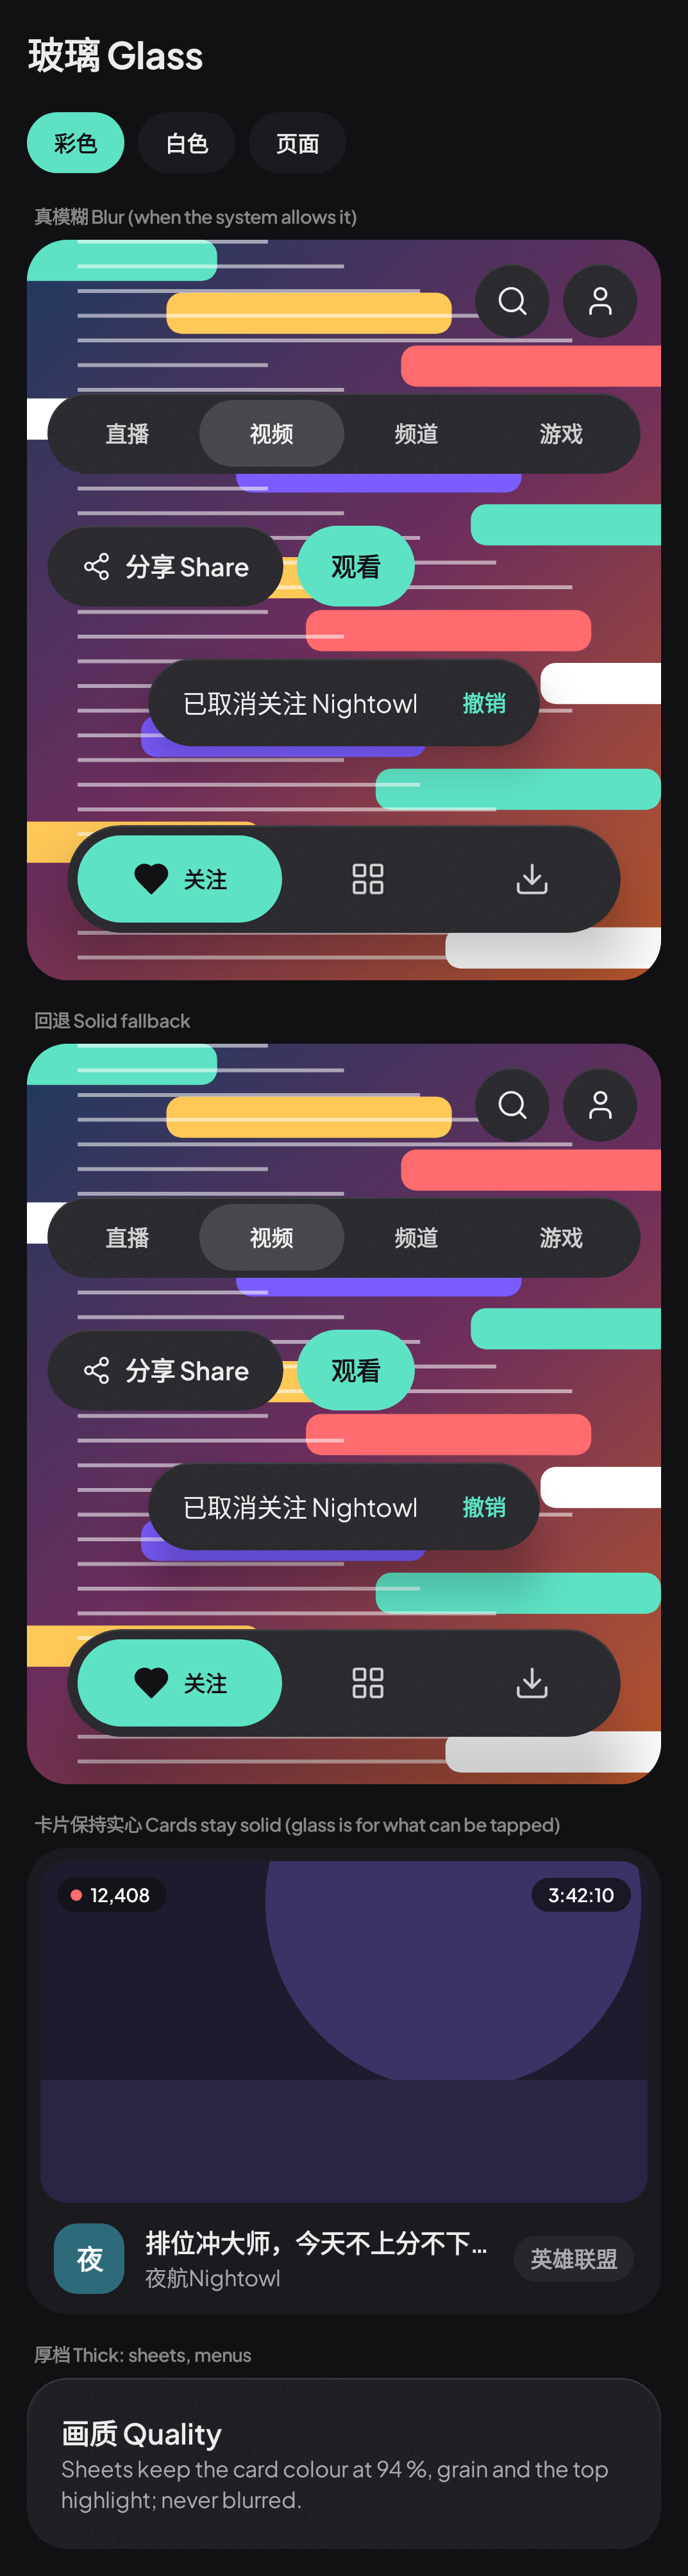 玻璃 Glass
彩色 白色 页面
真模糊 Blur (when the system allows it)
直播 视频 频道 游戏
分享 Share 观看
已取消关注 Nightowl 撤销
关注
回退 Solid fallback
直播 视频 频道 游戏
分享 Share 观看
已取消关注 Nightowl 撤销
关注
卡片保持实心 Cards stay solid (glass is for what can be tapped)
12,408 3:42:10
夜 排位冲大师，今天不上分不下... 英雄联盟
夜航Nightowl
厚档 Thick: sheets, menus
画质 Quality
Sheets keep the card colour at 94 %, grain and the top
highlight; never blurred.